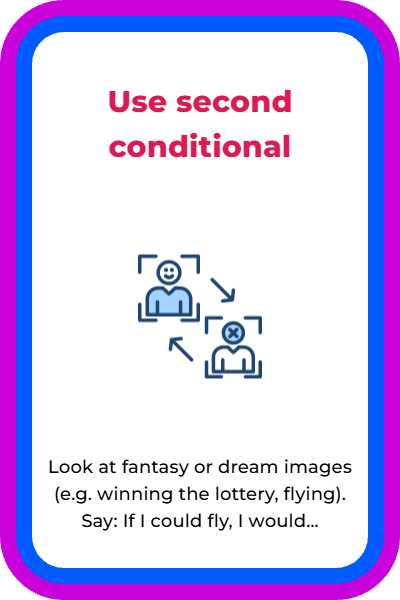 Use second
conditional
Look at fantasy or dream images
(e.g. winning the lottery, flying).
Say: If I could fly, I would...